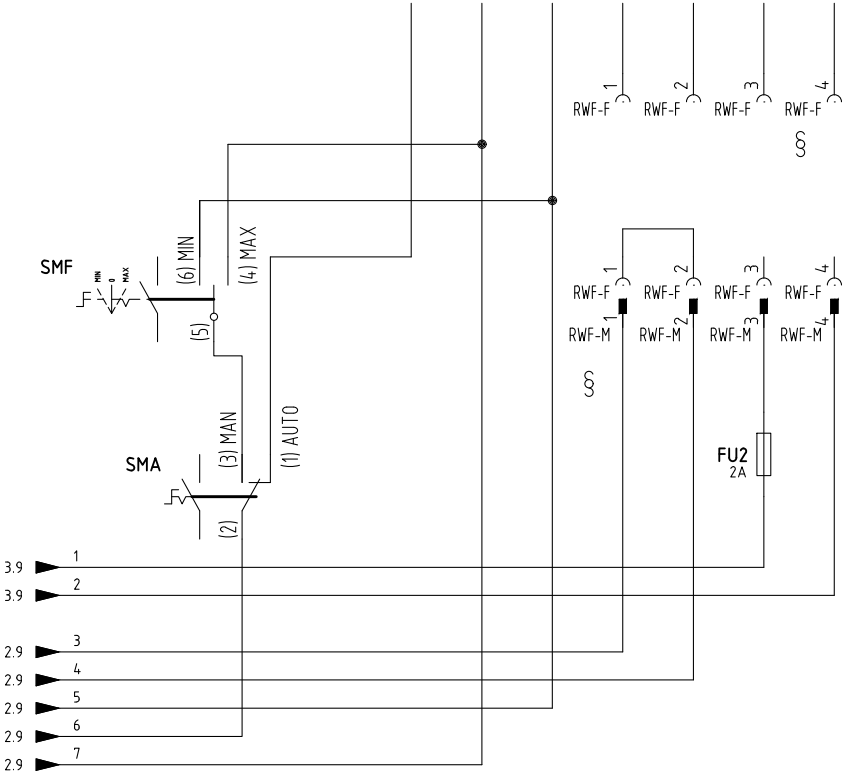 1 2 3 4
RWF-F RWF-F RWF-F RWF-F
§
(6) MIN
(4) MAX
SMF
MIN 0 MAX
(5)
1 2 3 4
RWF-F RWF-F RWF-F RWF-F
1 2 3 4
RWF-M RWF-M RWF-M RWF-M
§
(3) MAN
(1) AUTO
SMA
(2)
FU2
2A
3.9 1
3.9 2
2.9 3
2.9 4
2.9 5
2.9 6
2.9 7